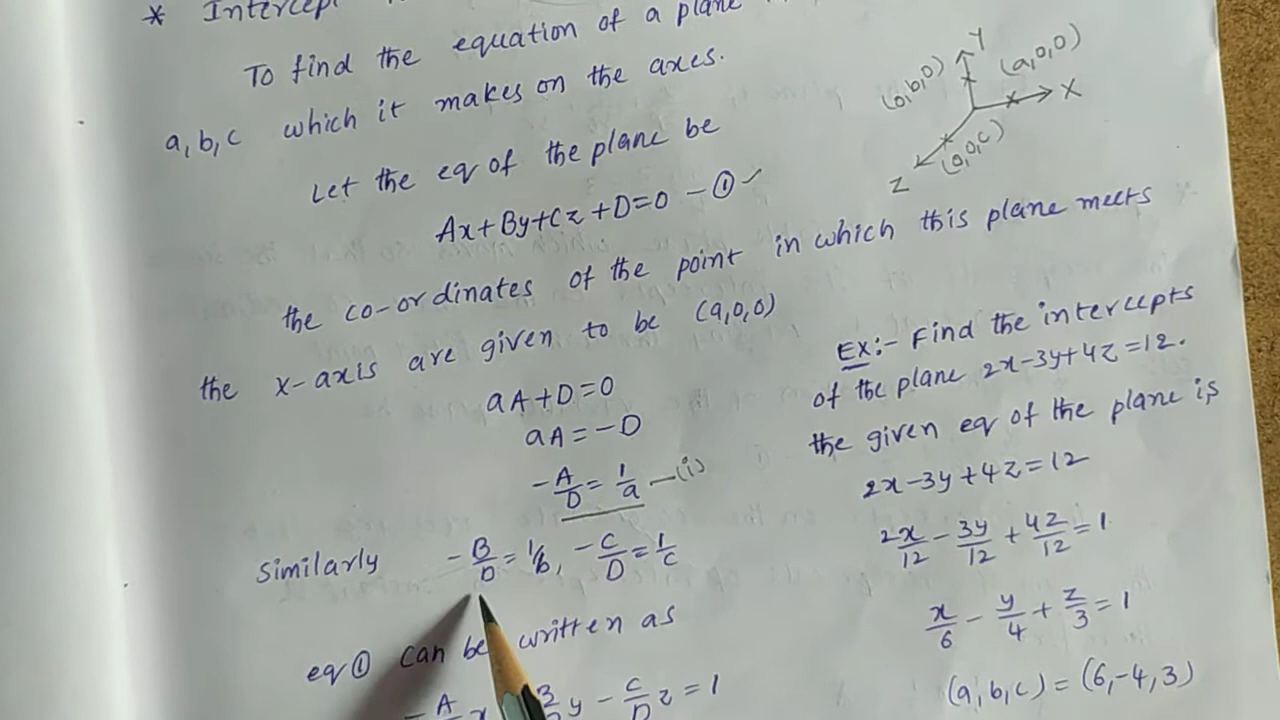 * Intercept
To find the equation of a plane
a,b,c which it makes on the axes.
Let the eq of the plane be
Ax+By+Cz+D=0 - ①
the co-ordinates of the point in which this plane meets
the x-axis are given to be (a,0,0)
aA+D=0
aA=-D
-A/D = 1/a - (i)
Similarly -B/D = 1/b, -C/D = 1/c
eq ① can be written as
-A x y - C/D z = 1
Y
(0,b,0)
(a,0,0)
X
(0,0,c)
Z
EX:- Find the intercepts
of the plane 2x-3y+4z=12.
the given eq of the plane is
2x-3y+4z=12
2x/12 - 3y/12 + 4z/12 = 1
x/6 - y/4 + z/3 = 1
(a,b,c) = (6,-4,3)